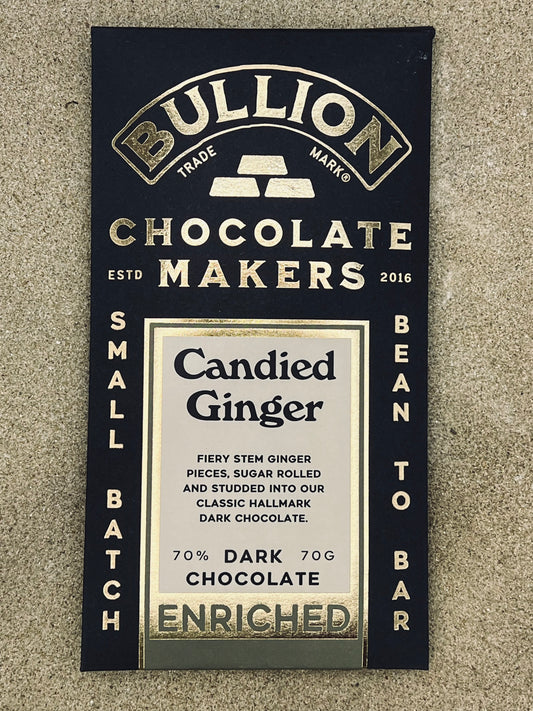 BULLION
TRADE MARK®
CHOCOLATE
ESTD MAKERS 2016
SMALL BATCH
BEAN TO BAR
Candied
Ginger
FIERY STEM GINGER
PIECES, SUGAR ROLLED
AND STUDDED INTO OUR
CLASSIC HALLMARK
DARK CHOCOLATE.
70% DARK 70G
CHOCOLATE
ENRICHED